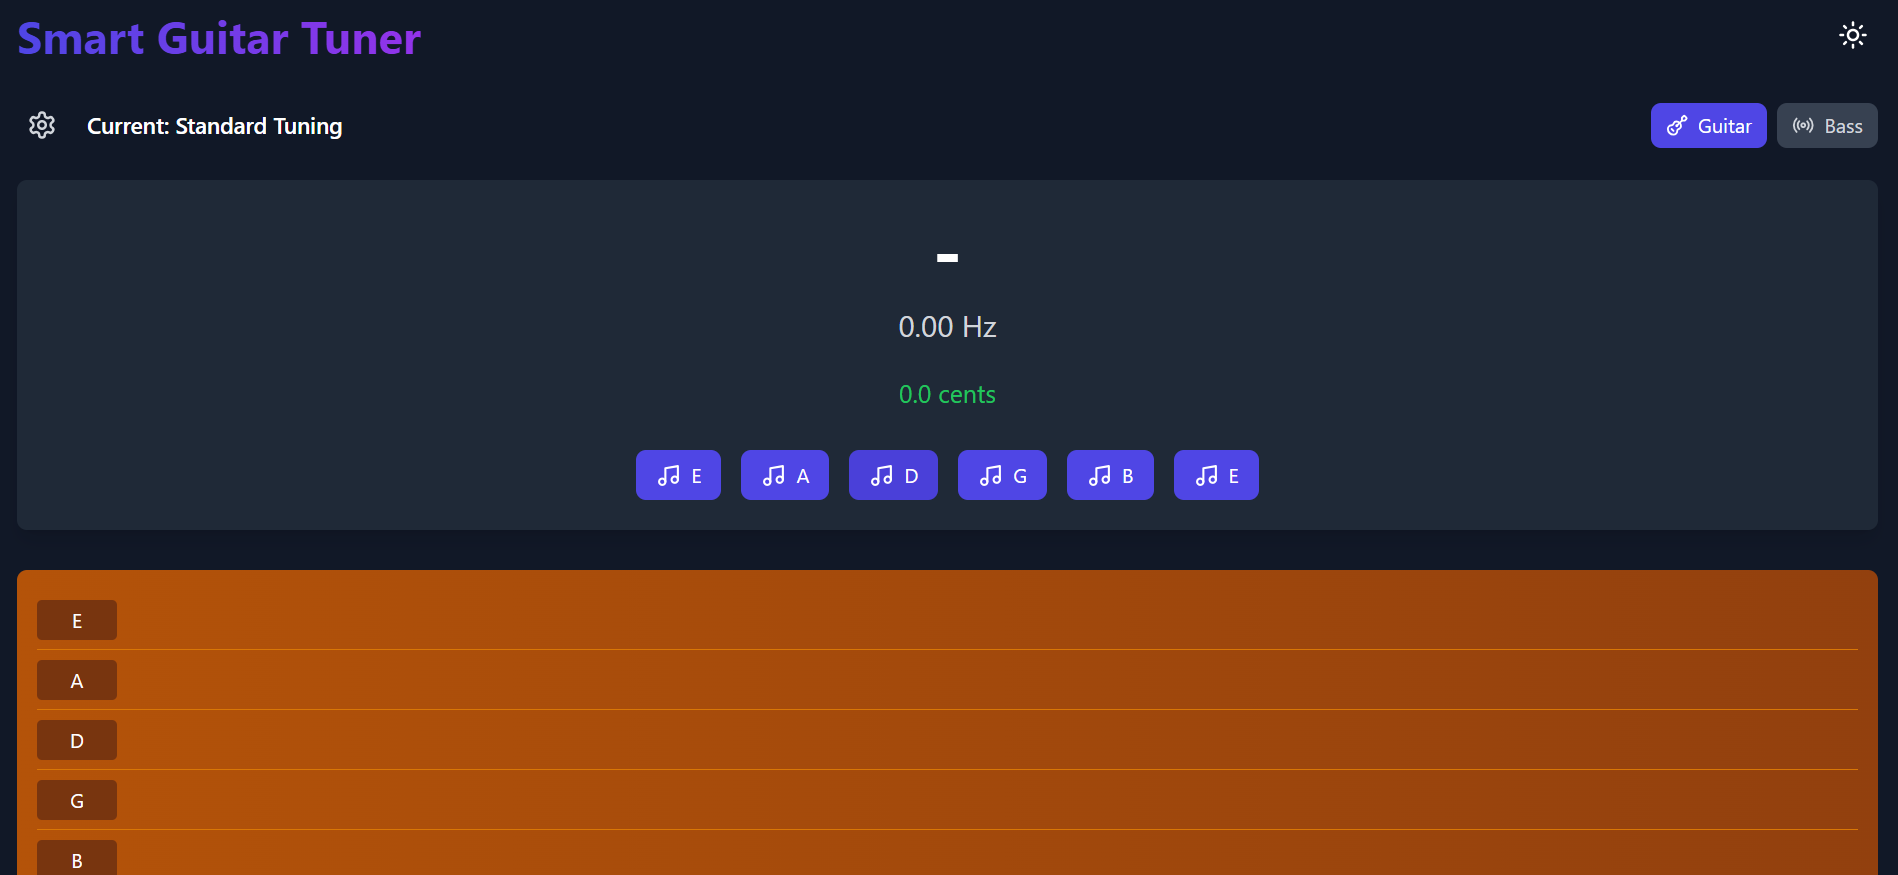 Smart Guitar Tuner
Current: Standard Tuning
Guitar
Bass
-
0.00 Hz
0.0 cents
E A D G B E
E
A
D
G
B